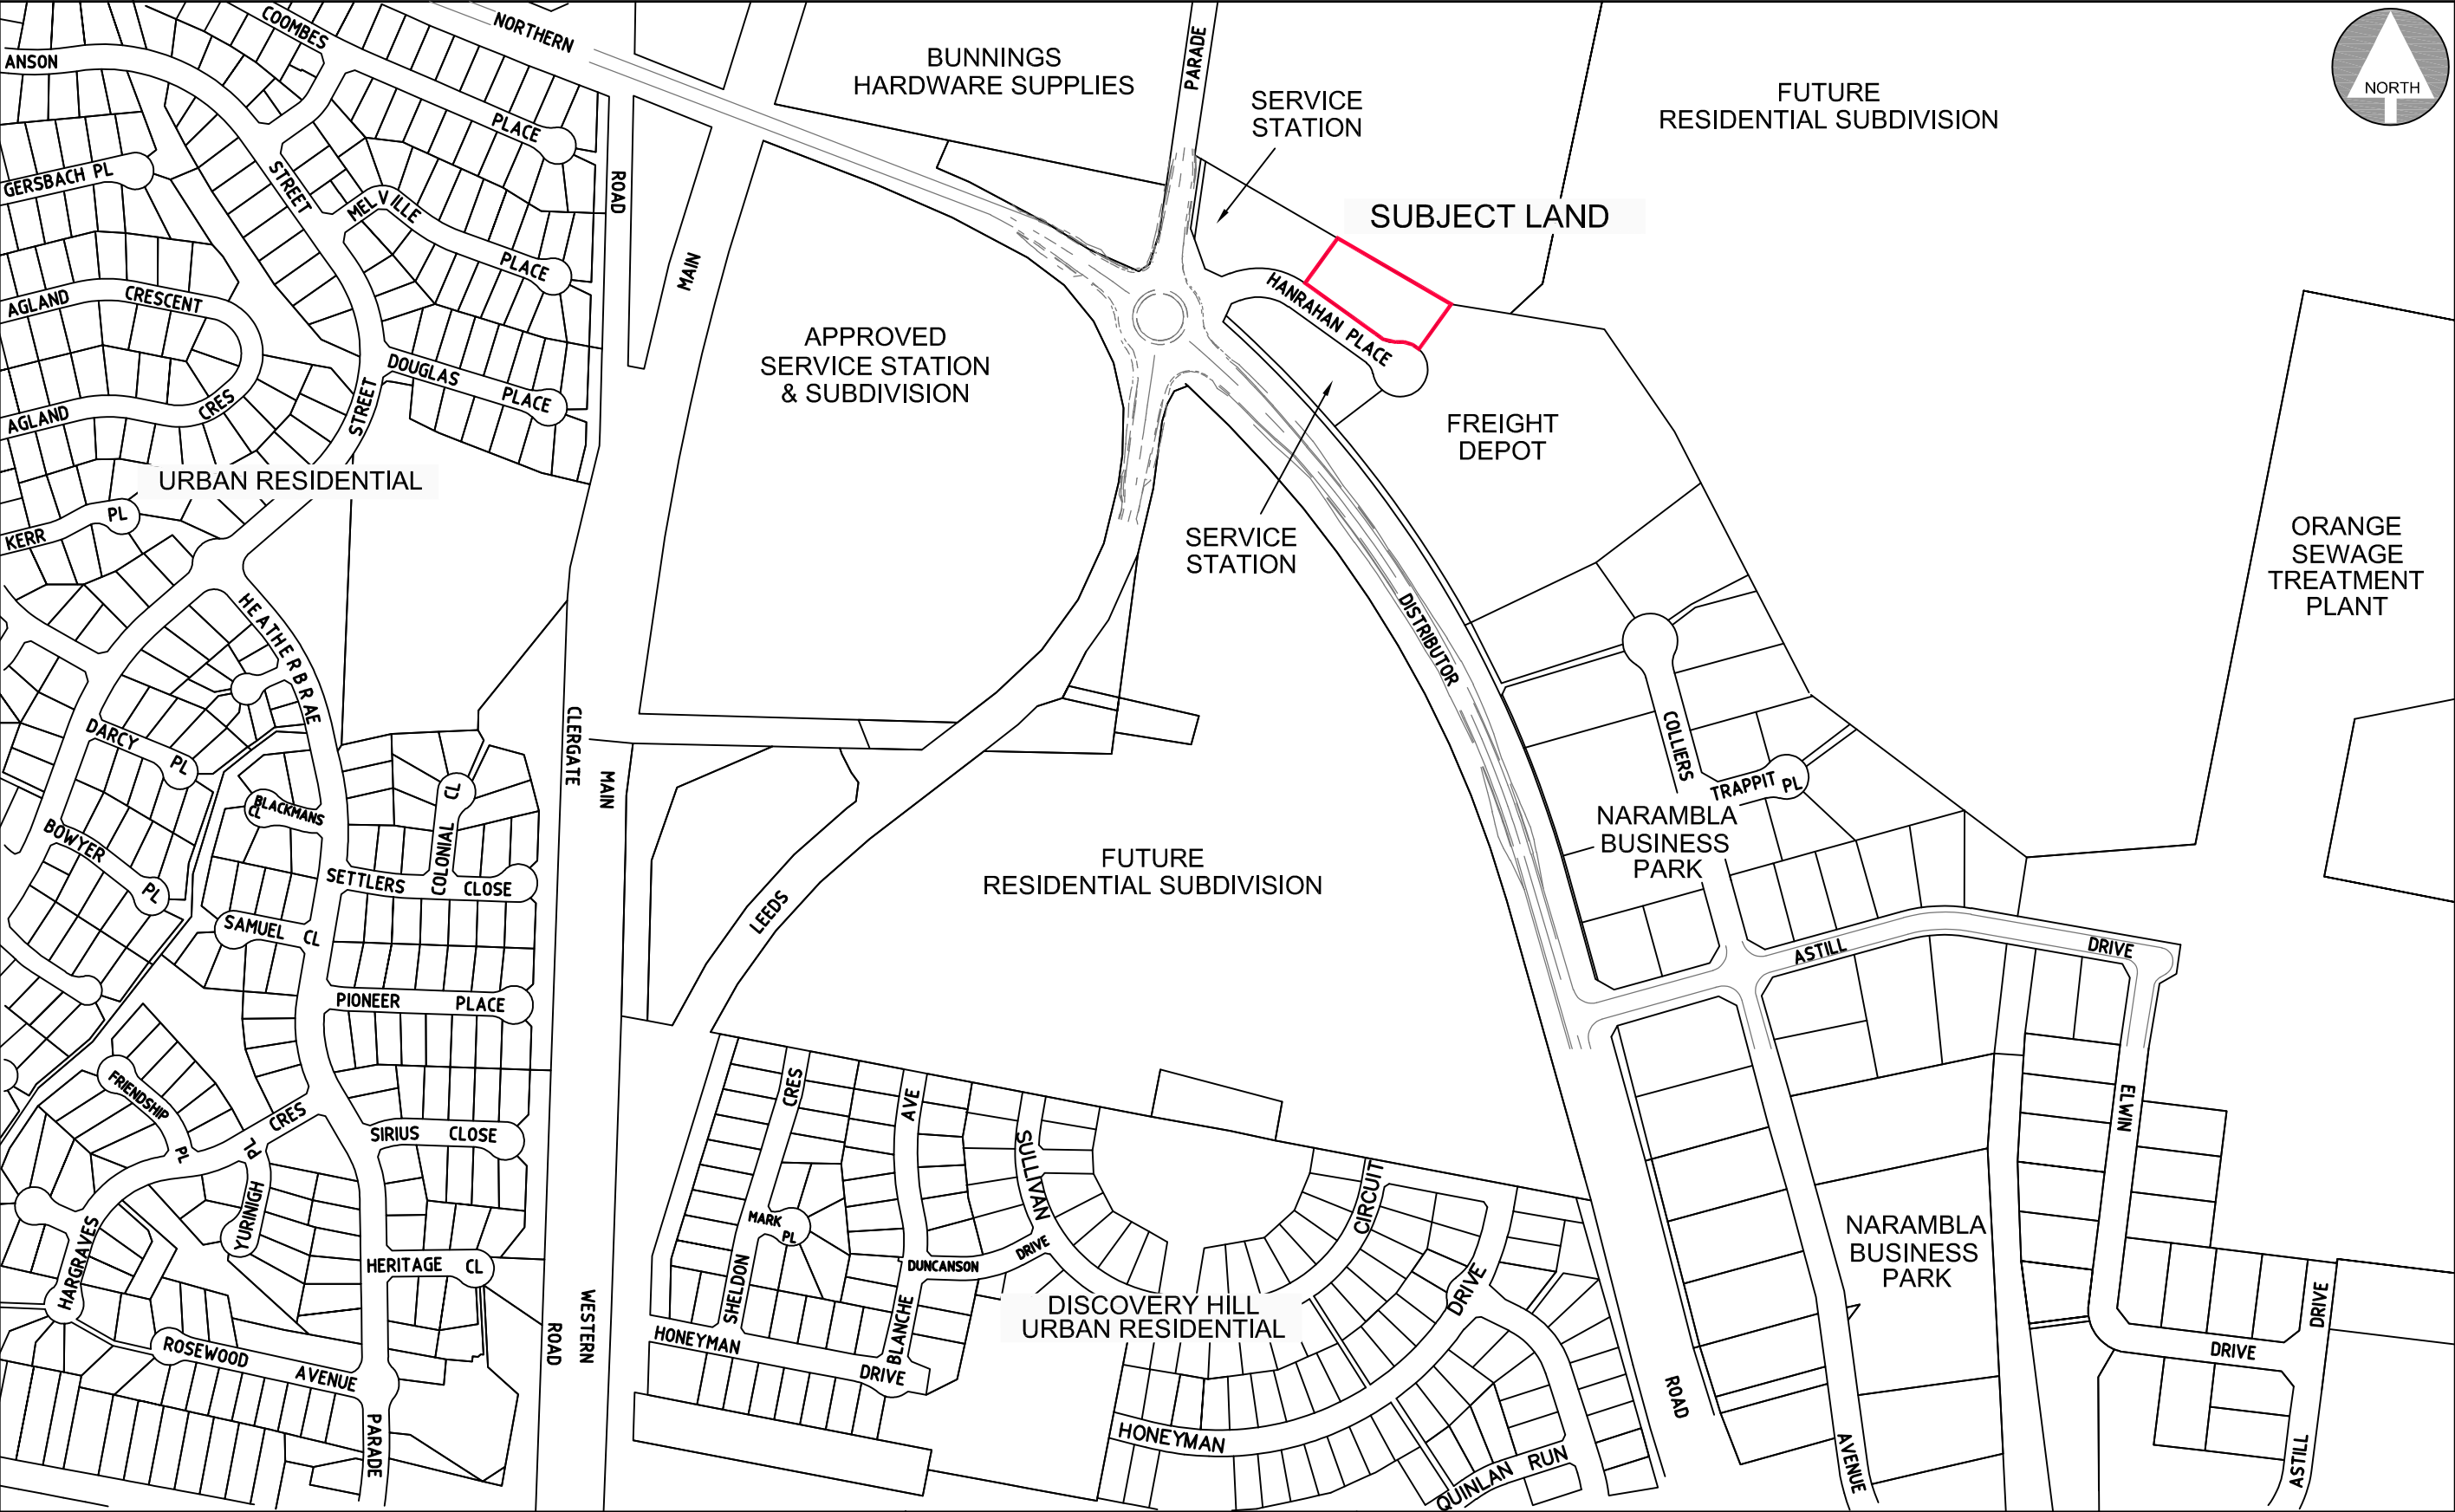 COOMBES
NORTHERN
PARADE
ANSON
BUNNINGS
HARDWARE SUPPLIES
SERVICE
STATION
FUTURE
RESIDENTIAL SUBDIVISION
NORTH
PLACE
GERSBACH PL
STREET
ROAD
MELVILLE
PLACE
SUBJECT LAND
MAIN
AGLAND
CRESCENT
HANRAHAN PLACE
APPROVED
SERVICE STATION
& SUBDIVISION
DOUGLAS
PLACE
AGLAND
CRES
STREET
FREIGHT
DEPOT
URBAN RESIDENTIAL
KERR
PL
SERVICE
STATION
ORANGE
SEWAGE
TREATMENT
PLANT
HEATHERBRAE
DISTRIBUTOR
DARCY
PL
CLERGATE
MAIN
COLLIERS
TRAPPIT PL
BLACKMANS
CL
COLONIAL
CL
NARAMBLA
BUSINESS
PARK
BOWYER
PL
SETTLERS
CLOSE
FUTURE
RESIDENTIAL SUBDIVISION
LEEDS
SAMUEL CL
ASTILL
DRIVE
PIONEER
PLACE
FRIENDSHIP
PL
PL
CRES
SIRIUS
CLOSE
CRES
AVE
SULLIVAN
CIRCUIT
ELWIN
YURINIGH
HARGRAVES
HERITAGE
CL
MARK
PL
SHELDON
DUNCANSON
DRIVE
DRIVE
NARAMBLA
BUSINESS
PARK
DISCOVERY HILL
URBAN RESIDENTIAL
WESTERN
ROAD
HONEYMAN
DRIVE
BLANCHE
ROSEWOOD
AVENUE
DRIVE
DRIVE
PARADE
HONEYMAN
ROAD
QUINLAN RUN
AVENUE
ASTILL